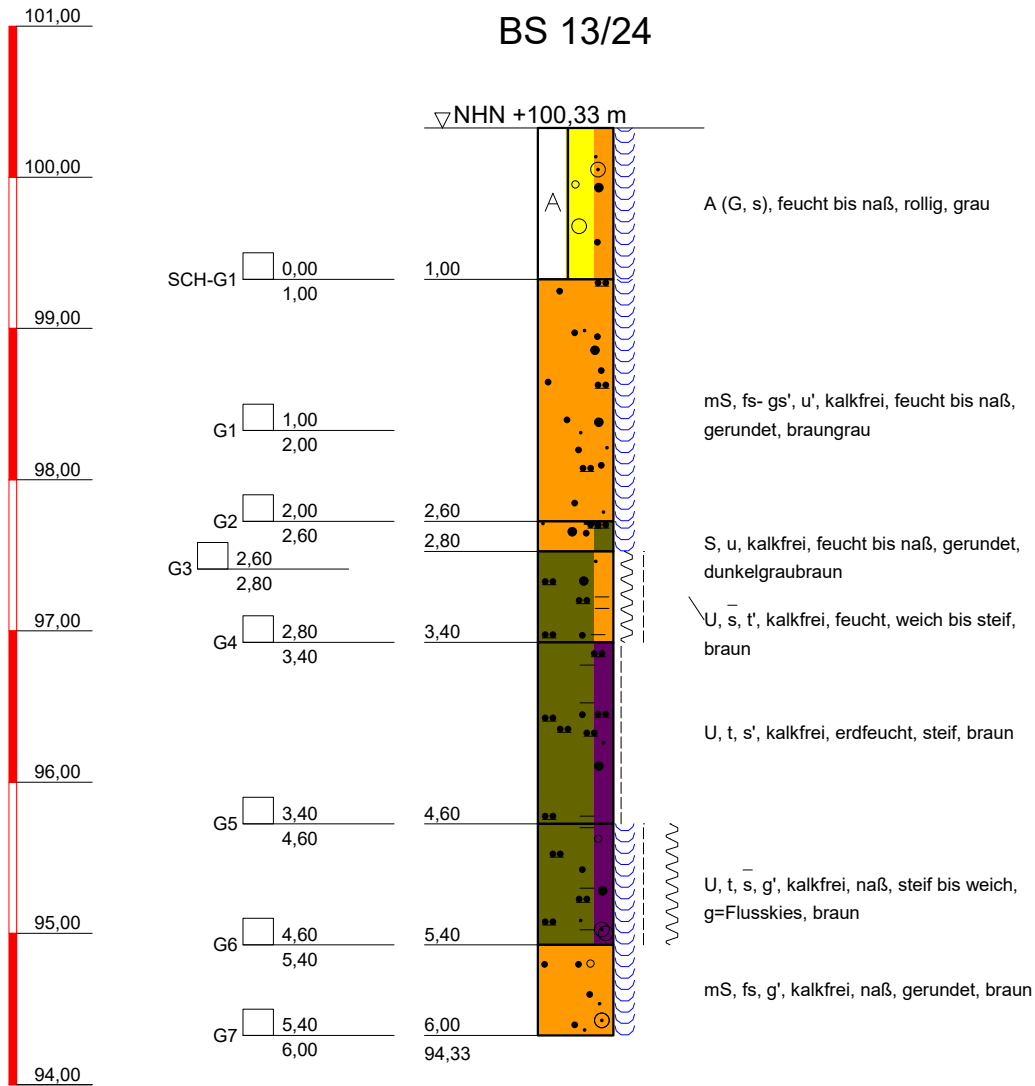 BS 13/24
101,00
100,00
99,00
98,00
97,00
96,00
95,00
94,00
NHN +100,33 m
A
A (G, s), feucht bis naß, rollig, grau
SCH-G1
0,00
1,00
1,00
mS, fs- gs', u', kalkfrei, feucht bis naß,
gerundet, braungrau
G1
1,00
2,00
G2
2,00
2,60
2,60
S, u, kalkfrei, feucht bis naß, gerundet,
dunkelgraubraun
G3
2,60
2,80
2,80
U, s̅, t', kalkfrei, feucht, weich bis steif,
braun
G4
2,80
3,40
3,40
U, t, s', kalkfrei, erdfeucht, steif, braun
G5
3,40
4,60
4,60
U, t, s̅, g', kalkfrei, naß, steif bis weich,
g=Flusskies, braun
G6
4,60
5,40
5,40
mS, fs, g', kalkfrei, naß, gerundet, braun
G7
5,40
6,00
6,00
94,33